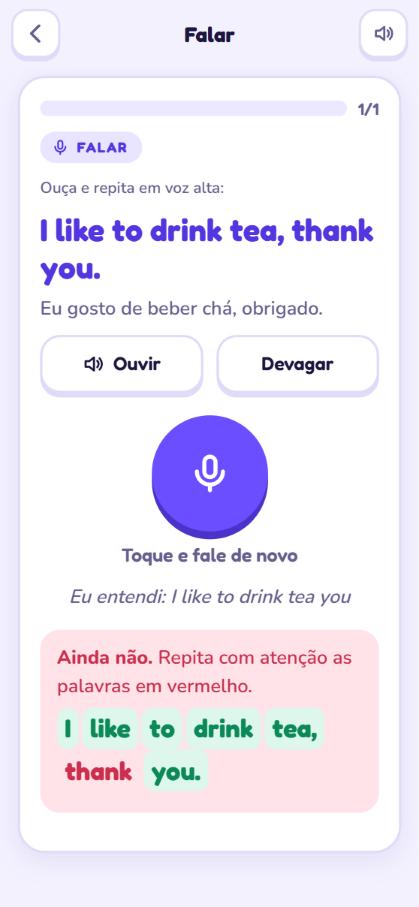 Falar
1/1
FALAR
Ouça e repita em voz alta:
I like to drink tea, thank
you.
Eu gosto de beber chá, obrigado.
Ouvir
Devagar
Toque e fale de novo
Eu entendi: I like to drink tea you
Ainda não. Repita com atenção as
palavras em vermelho.
I like to drink tea,
thank you.